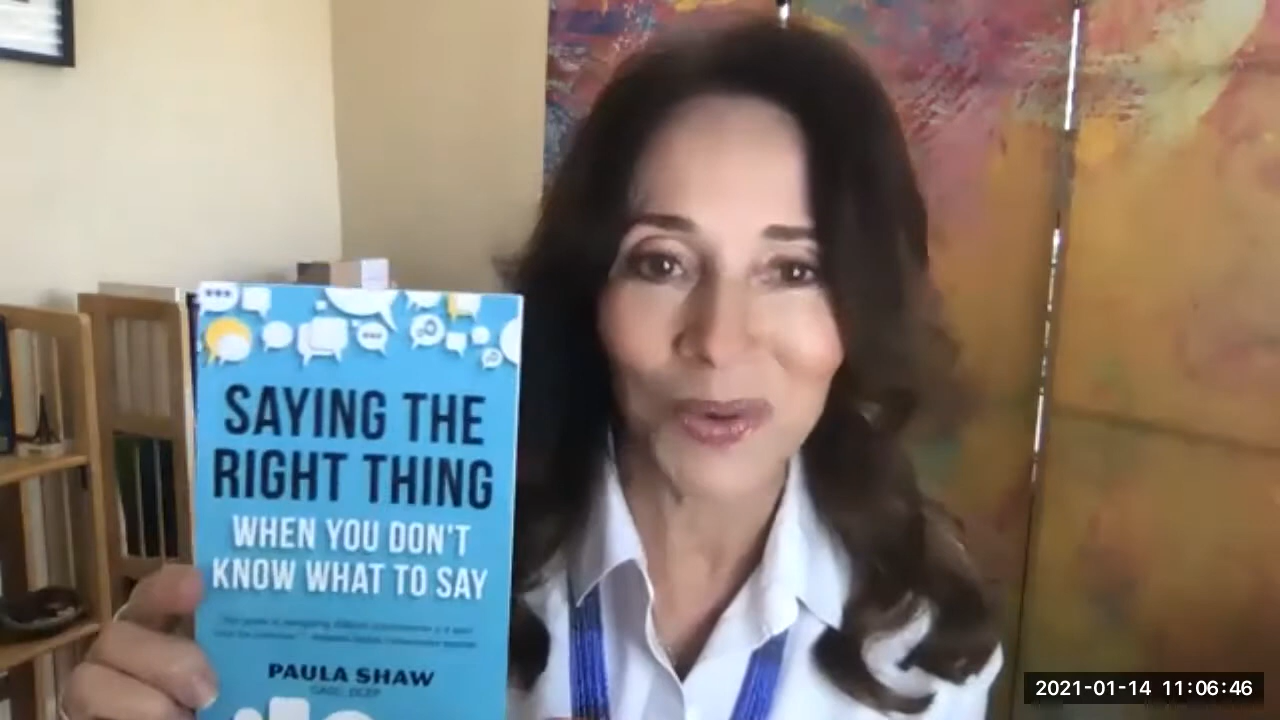 SAYING THE
RIGHT THING
WHEN YOU DON'T
KNOW WHAT TO SAY
PAULA SHAW
2021-01-14 11:06:46